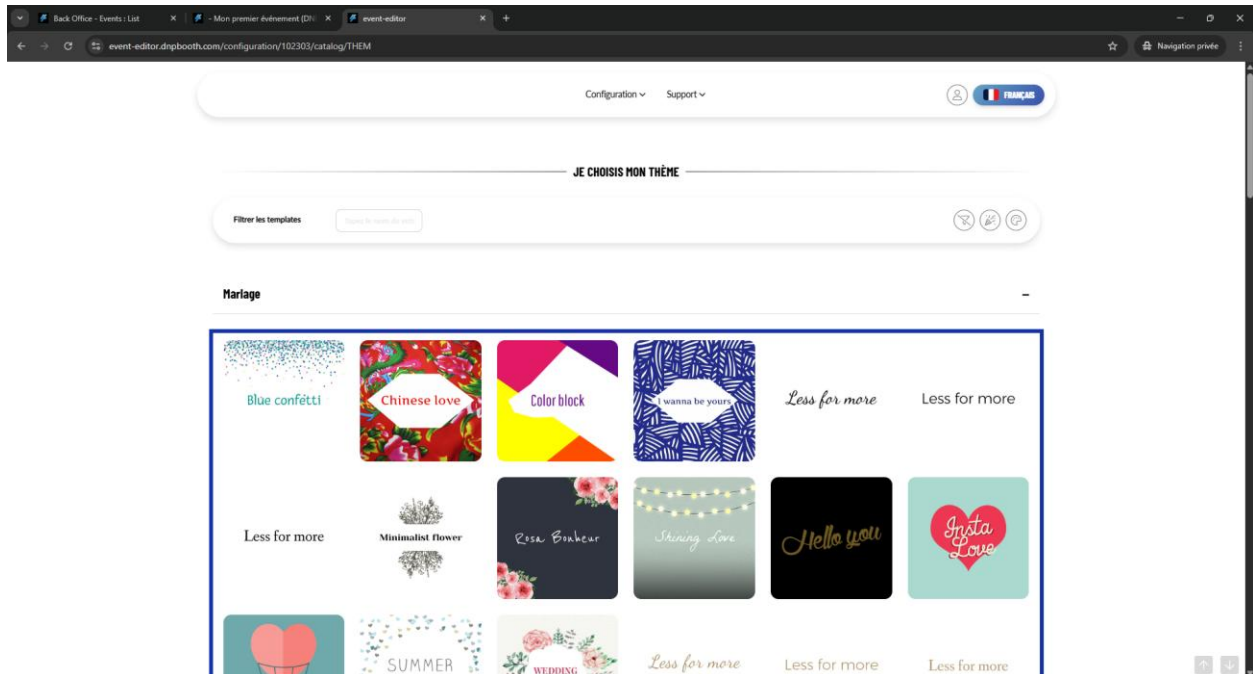 Back Office - Events : List
- Mon premier événement (DN
event-editor
event-editor.dnpbooth.com/configuration/102303/catalog/THEM
Navigation privée
Configuration
Support
FRANÇAIS
JE CHOISIS MON THÈME
Filtrer les templates
Mariage
Blue confetti
Chinese love
Color block
I wanna be yours
Less for more
Less for more
Less for more
Minimalist flower
Rosa Bonheur
Shining Love
Hello you
Insta
Love
SUMMER
WEDDING
Less for more
Less for more
Less for more